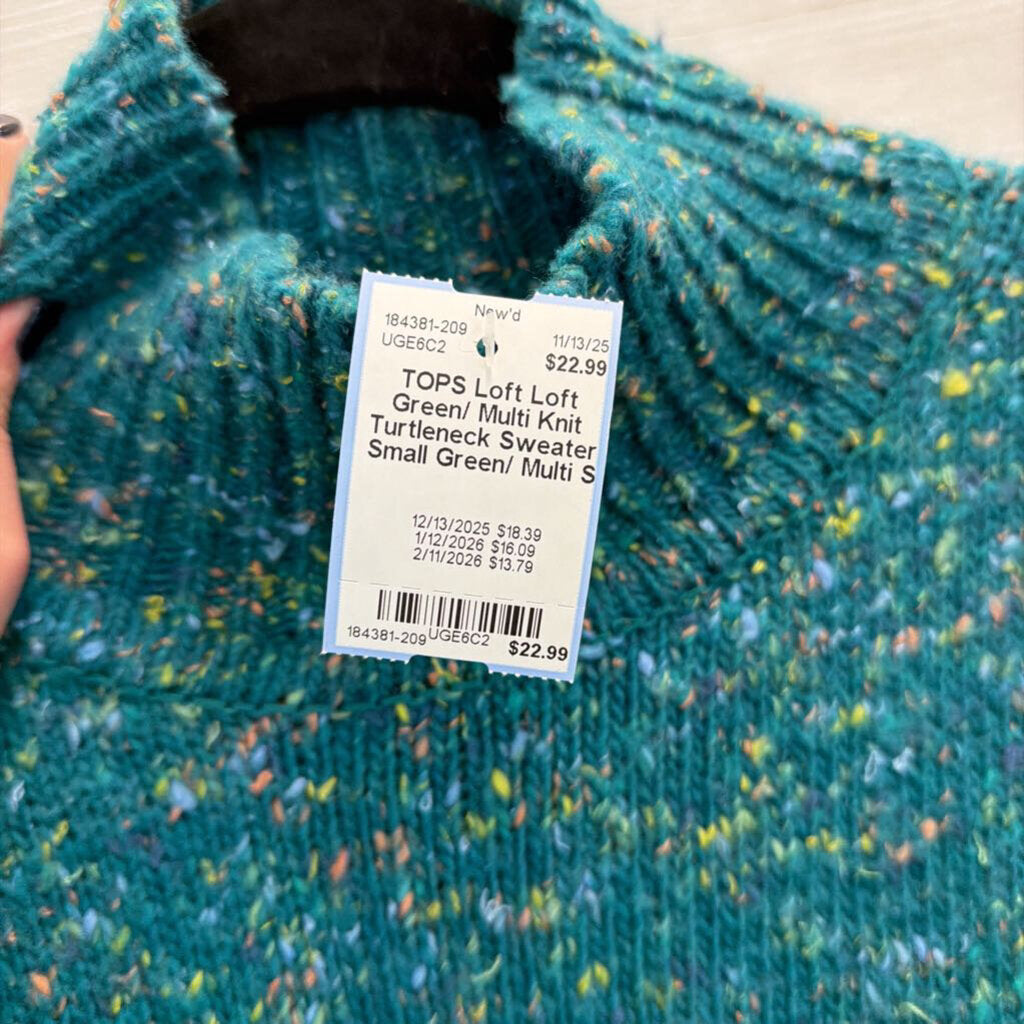 New'd
184381-209
UGE6C2
11/13/25
$22.99
TOPS Loft Loft
Green/ Multi Knit
Turtleneck Sweater
Small Green/ Multi S
12/13/2025 $18.39
1/12/2026 $16.09
2/11/2026 $13.79
184381-209 UGE6C2 $22.99